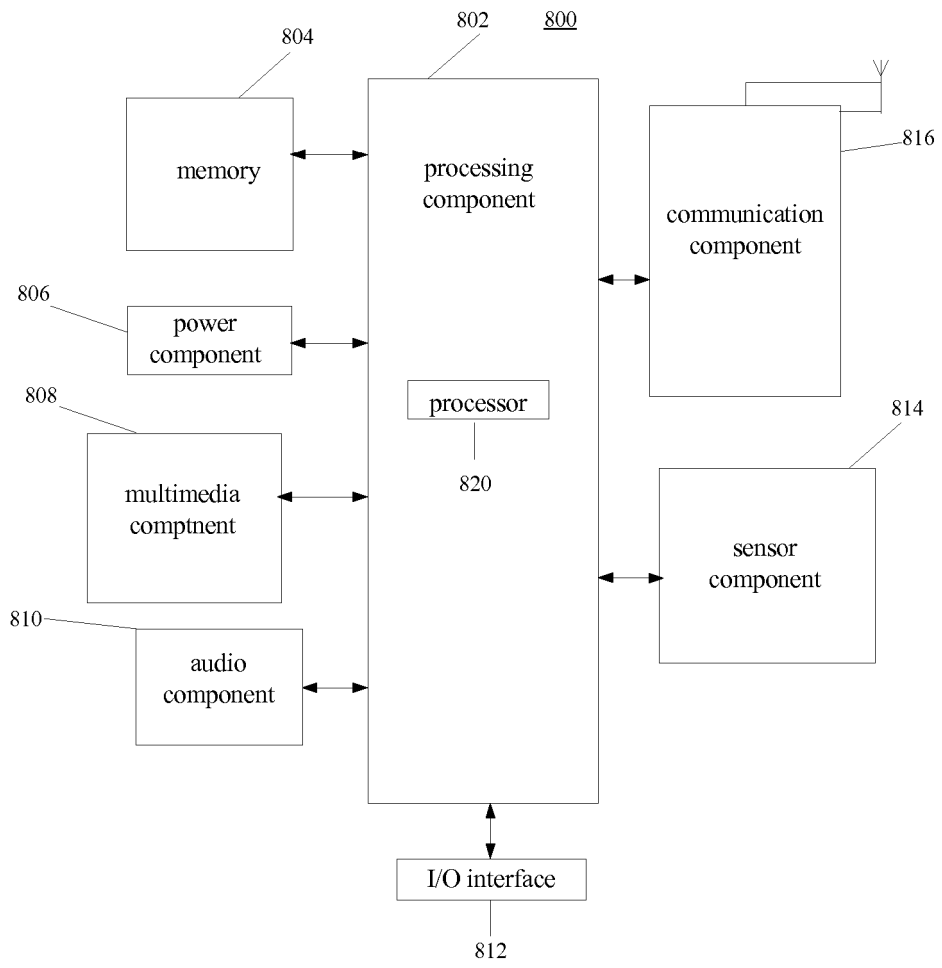 802
800
804
816
memory
processing
component
communication
component
806
power
component
808
processor
814
820
multimedia
comptnent
sensor
component
810
audio
component
I/O interface
812